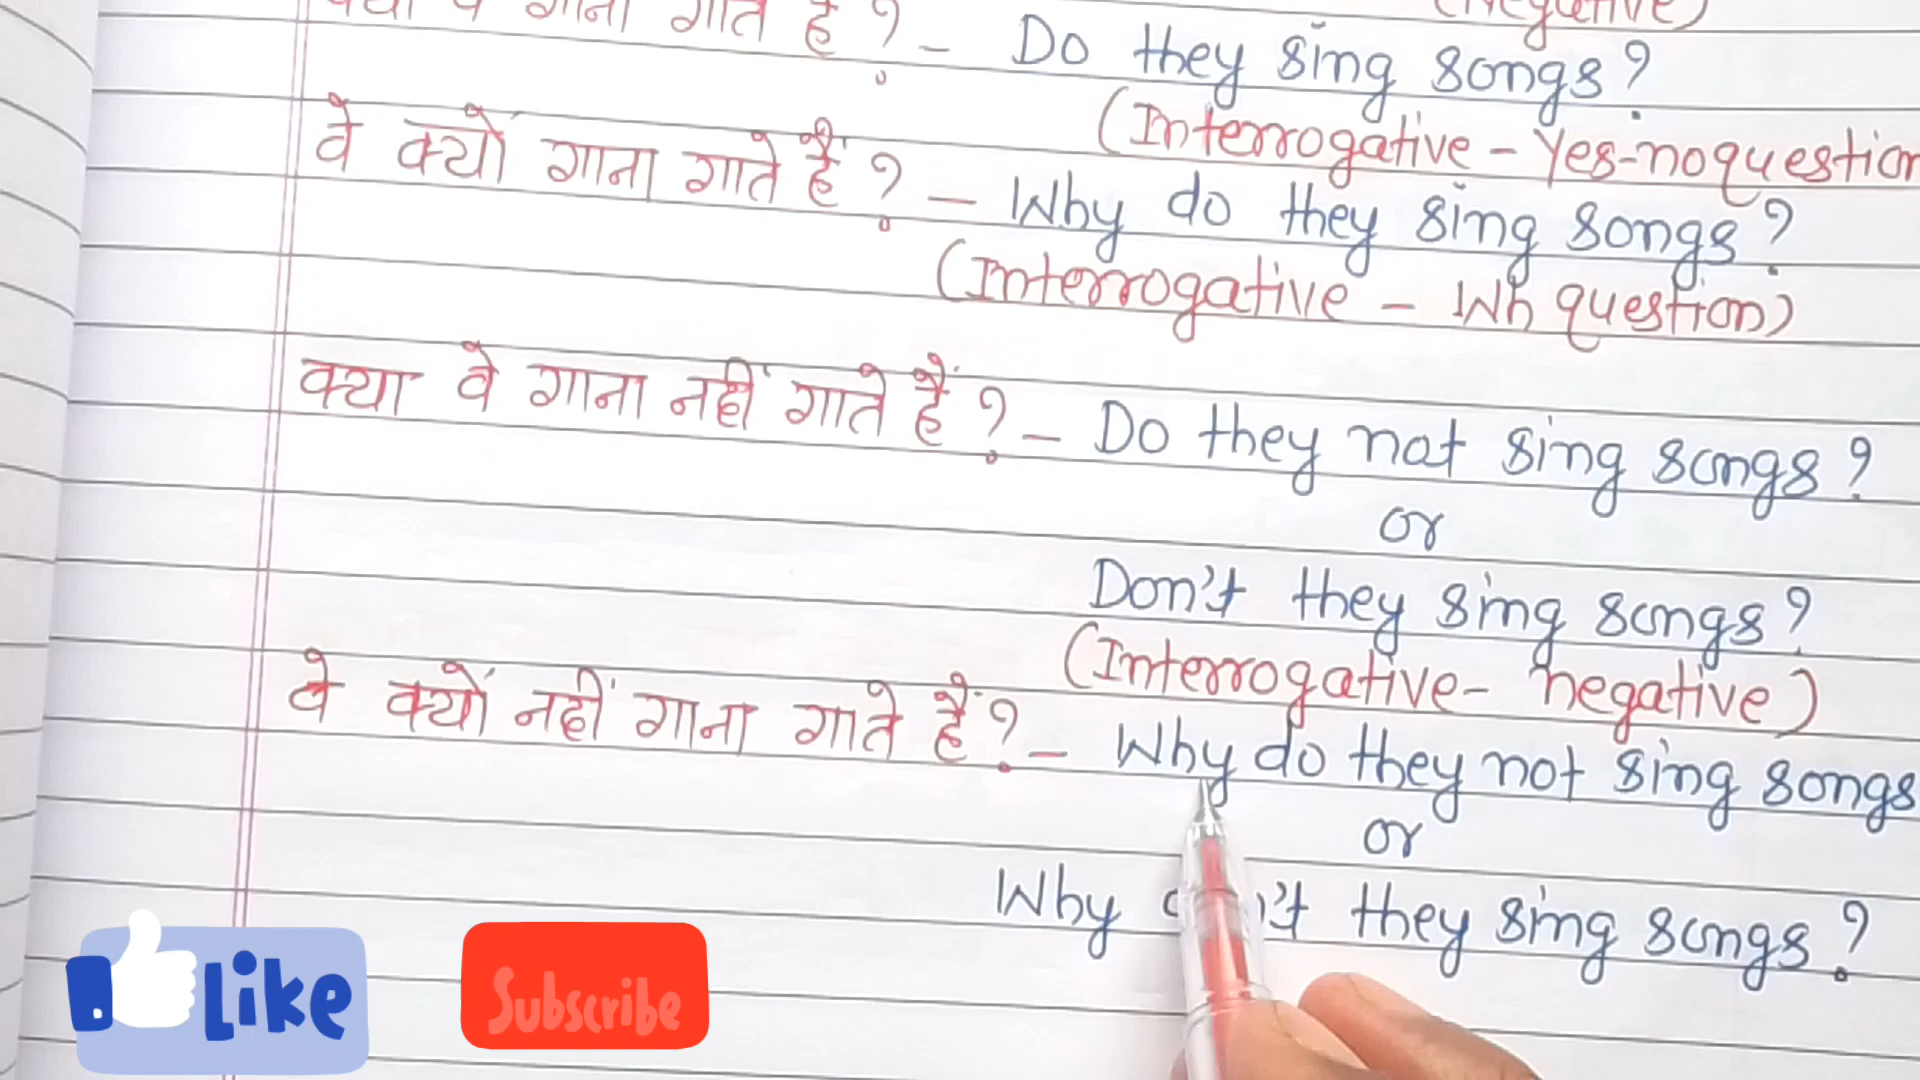 (Negative)
क्या वे गाना गाते हैं ? – Do they sing songs?
(Interrogative - Yes-no question
वे क्यों गाना गाते हैं ? – Why do they sing songs?
(Interrogative - Wh question)
क्या वे गाना नहीं गाते हैं ? – Do they not sing songs?
or
Don't they sing songs?
(Interrogative- negative)
वे क्यों नहीं गाना गाते हैं ? – Why do they not sing songs
or
Why 't they sing songs?
Like
Subscribe